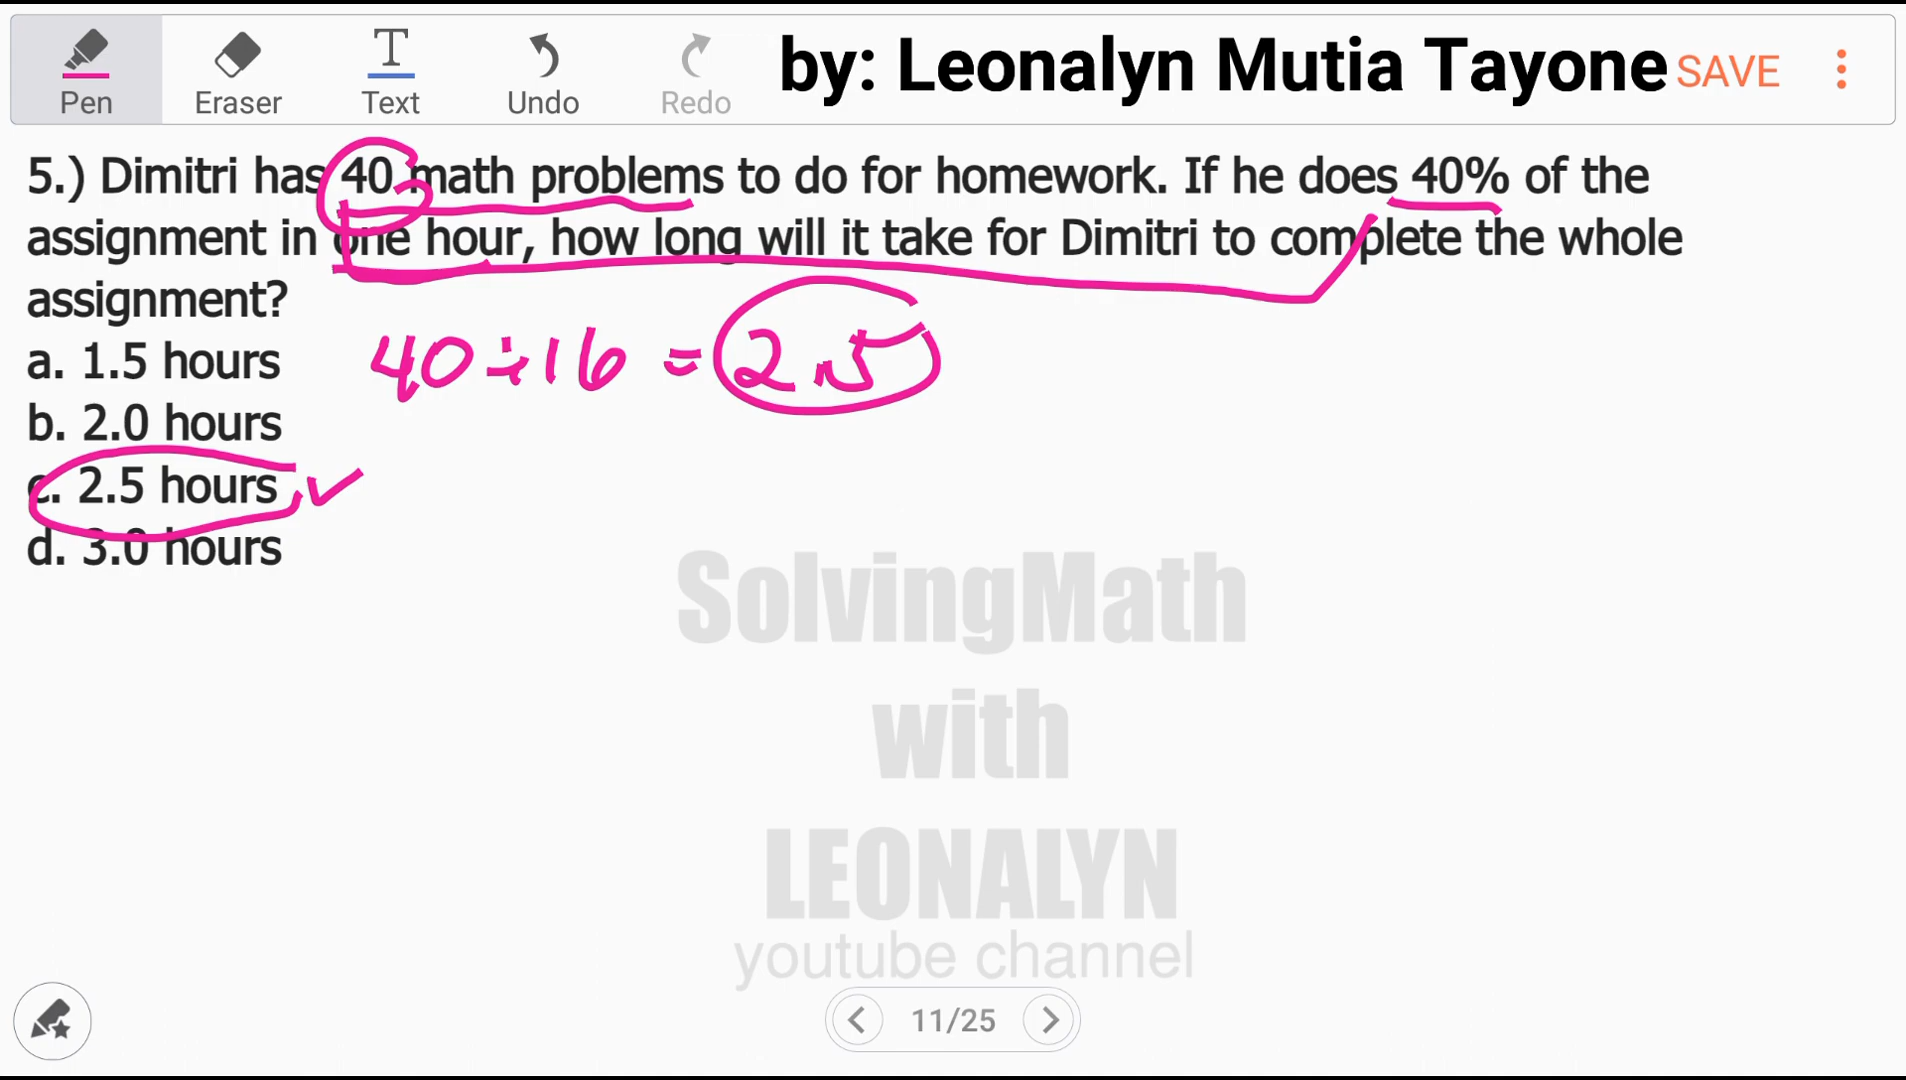 Pen
Eraser
Text
Undo
Redo
by: Leonalyn Mutia Tayone
SAVE
5.) Dimitri has 40 math problems to do for homework. If he does 40% of the
assignment in one hour, how long will it take for Dimitri to complete the whole
assignment?
40 ÷ 16 = 2.5
a. 1.5 hours
b. 2.0 hours
c. 2.5 hours
d. 3.0 hours
SolvingMath
with
LEONALYN
youtube channel
11/25